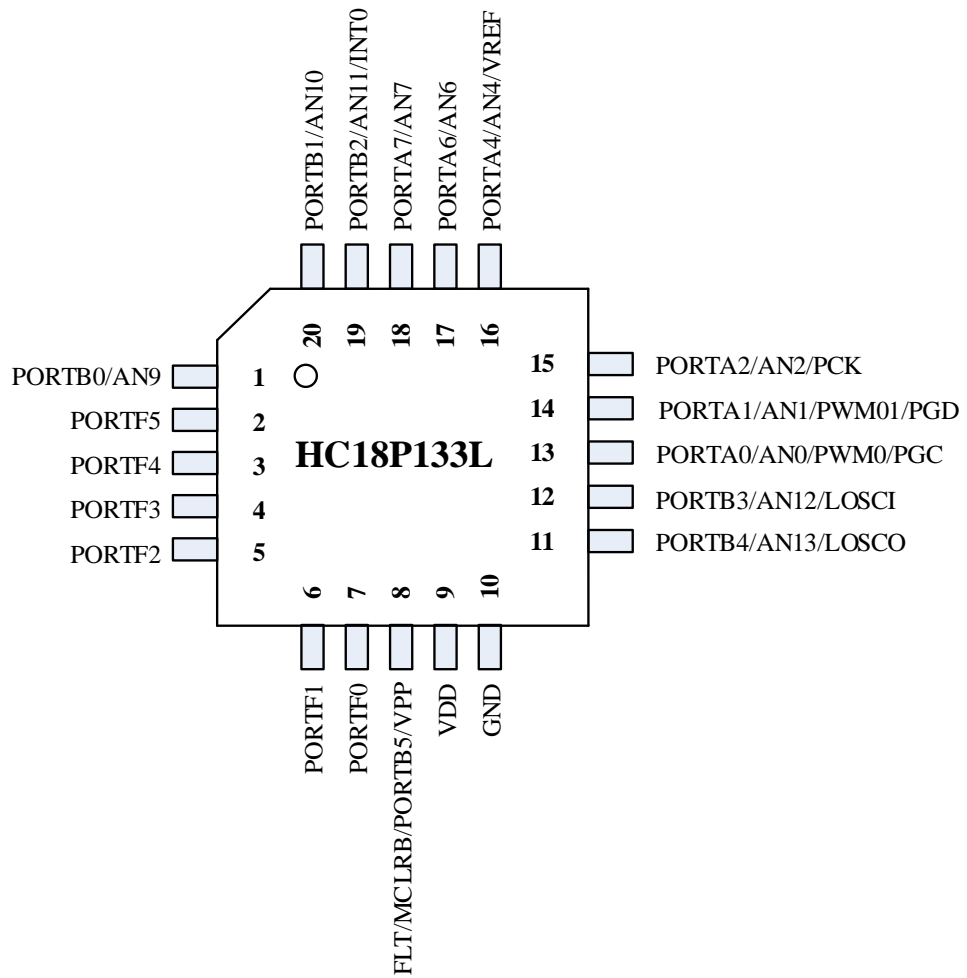 PORTB1/AN10
PORTB2/AN11/INT0
PORTA7/AN7
PORTA6/AN6
PORTA4/AN4/VREF
20
19
18
17
16
PORTB0/AN9
1
PORTF5
2
PORTF4
3
PORTF3
4
PORTF2
5
HC18P133L
15
PORTA2/AN2/PCK
14
PORTA1/AN1/PWM01/PGD
13
PORTA0/AN0/PWM0/PGC
12
PORTB3/AN12/LOSCI
11
PORTB4/AN13/LOSCO
6
7
8
9
10
PORTF1
PORTF0
FLT/MCLRB/PORTB5/VPP
VDD
GND